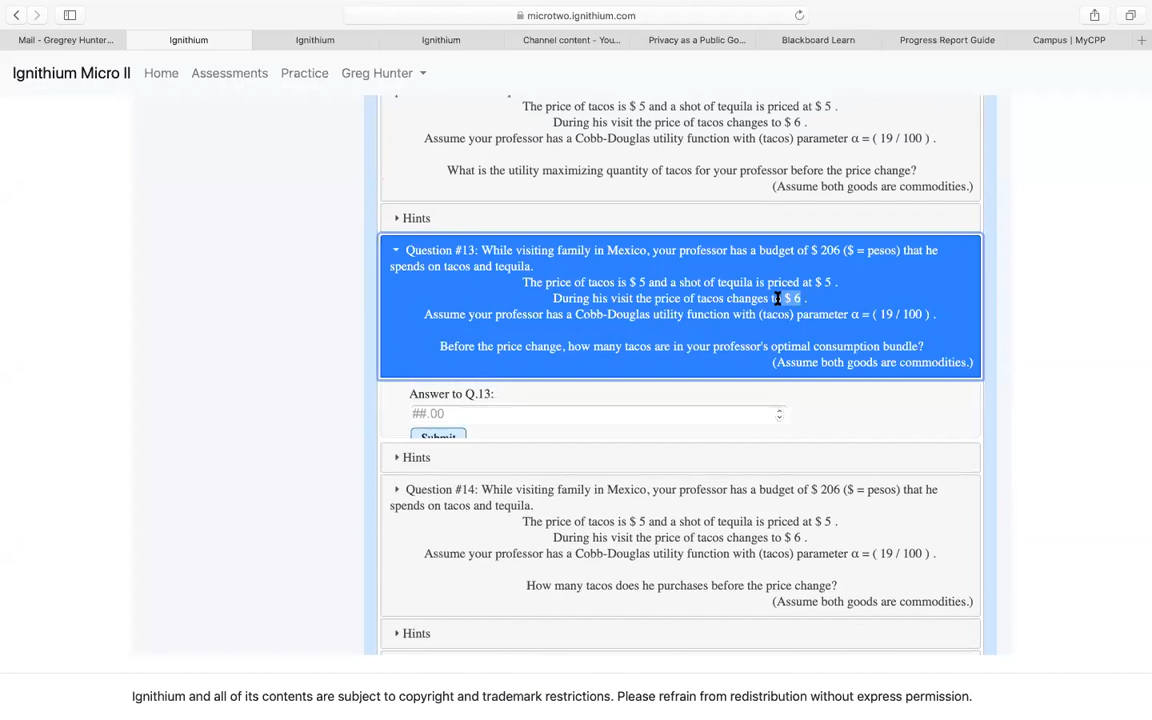 microtwo.ignithium.com
Mail - Gregrey Hunter...
Ignithium
Ignithium
Ignithium
Channel content - You...
Privacy as a Public Go...
Blackboard Learn
Progress Report Guide
Campus | MyCPP
Ignithium Micro II Home Assessments Practice Greg Hunter
The price of tacos is $ 5 and a shot of tequila is priced at $ 5 .
During his visit the price of tacos changes to $ 6 .
Assume your professor has a Cobb-Douglas utility function with (tacos) parameter α = ( 19 / 100 ) .
What is the utility maximizing quantity of tacos for your professor before the price change?
(Assume both goods are commodities.)
Hints
Question #13: While visiting family in Mexico, your professor has a budget of $ 206 ($ = pesos) that he
spends on tacos and tequila.
The price of tacos is $ 5 and a shot of tequila is priced at $ 5 .
During his visit the price of tacos changes to $ 6 .
Assume your professor has a Cobb-Douglas utility function with (tacos) parameter α = ( 19 / 100 ) .
Before the price change, how many tacos are in your professor's optimal consumption bundle?
(Assume both goods are commodities.)
Answer to Q.13:
##.00
Submit
Hints
Question #14: While visiting family in Mexico, your professor has a budget of $ 206 ($ = pesos) that he
spends on tacos and tequila.
The price of tacos is $ 5 and a shot of tequila is priced at $ 5 .
During his visit the price of tacos changes to $ 6 .
Assume your professor has a Cobb-Douglas utility function with (tacos) parameter α = ( 19 / 100 ) .
How many tacos does he purchases before the price change?
(Assume both goods are commodities.)
Hints
Ignithium and all of its contents are subject to copyright and trademark restrictions. Please refrain from redistribution without express permission.